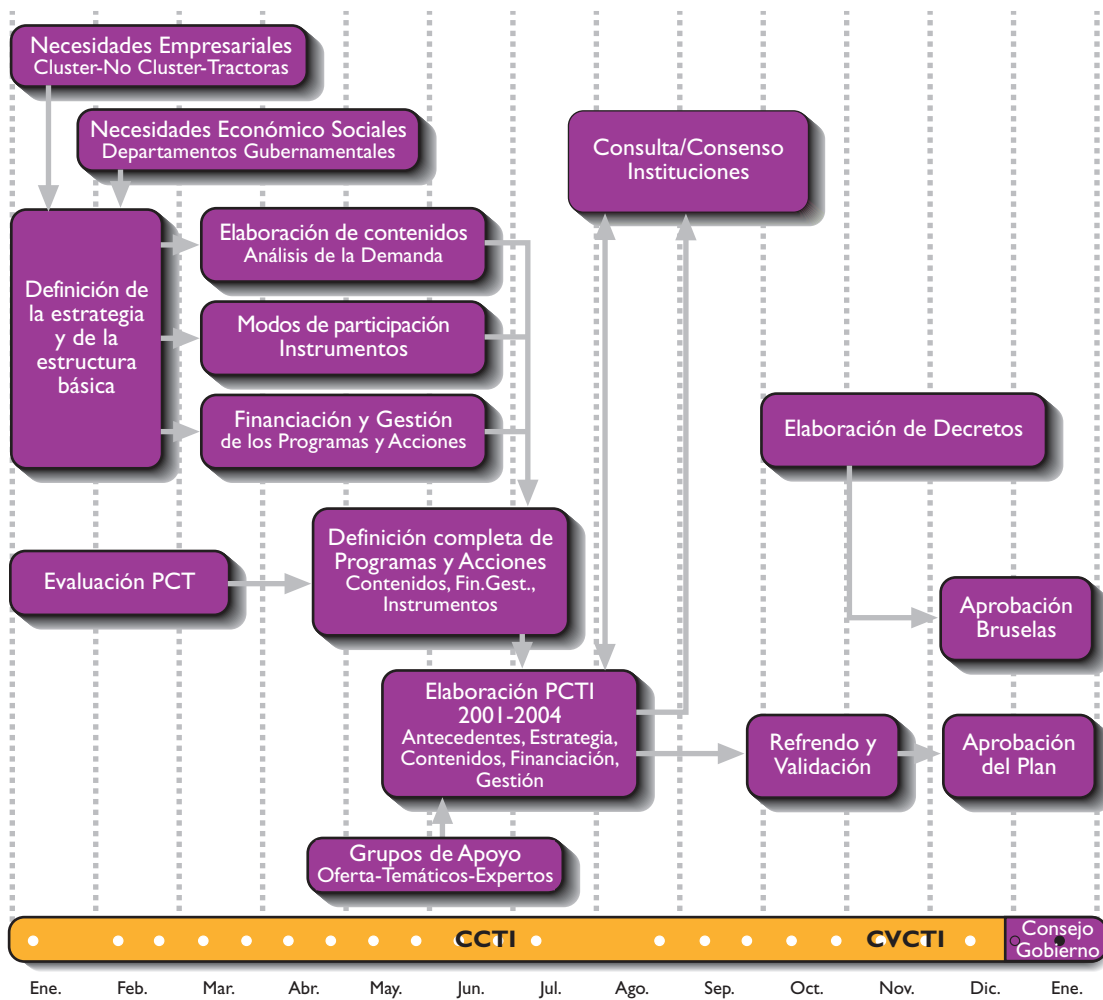 Necesidades Empresariales
Cluster-No Cluster-Tractoras
Necesidades Económico Sociales
Departamentos Gubernamentales
Consulta/Consenso
Instituciones
Definición de
la estrategia
y de la
estructura
básica
Elaboración de contenidos
Análisis de la Demanda
Modos de participación
Instrumentos
Financiación y Gestión
de los Programas y Acciones
Elaboración de Decretos
Evaluación PCT
Definición completa de
Programas y Acciones
Contenidos, Fin.Gest.,
Instrumentos
Aprobación
Bruselas
Elaboración PCTI
2001-2004
Antecedentes, Estrategia,
Contenidos, Financiación,
Gestión
Refrendo y
Validación
Aprobación
del Plan
Grupos de Apoyo
Oferta-Temáticos-Expertos
CCTI
CVCTI
Consejo
Gobierno
Ene. Feb. Mar. Abr. May. Jun. Jul. Ago. Sep. Oct. Nov. Dic. Ene.